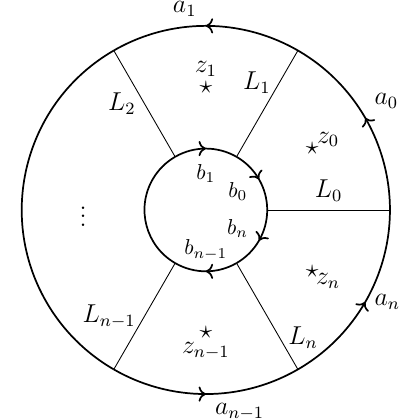 a_1
z_1
L_1
L_2
a_0
z_0
b_1
b_0
L_0
⋮
b_n
b_{n-1}
z_n
a_n
L_{n-1}
z_{n-1}
L_n
a_{n-1}